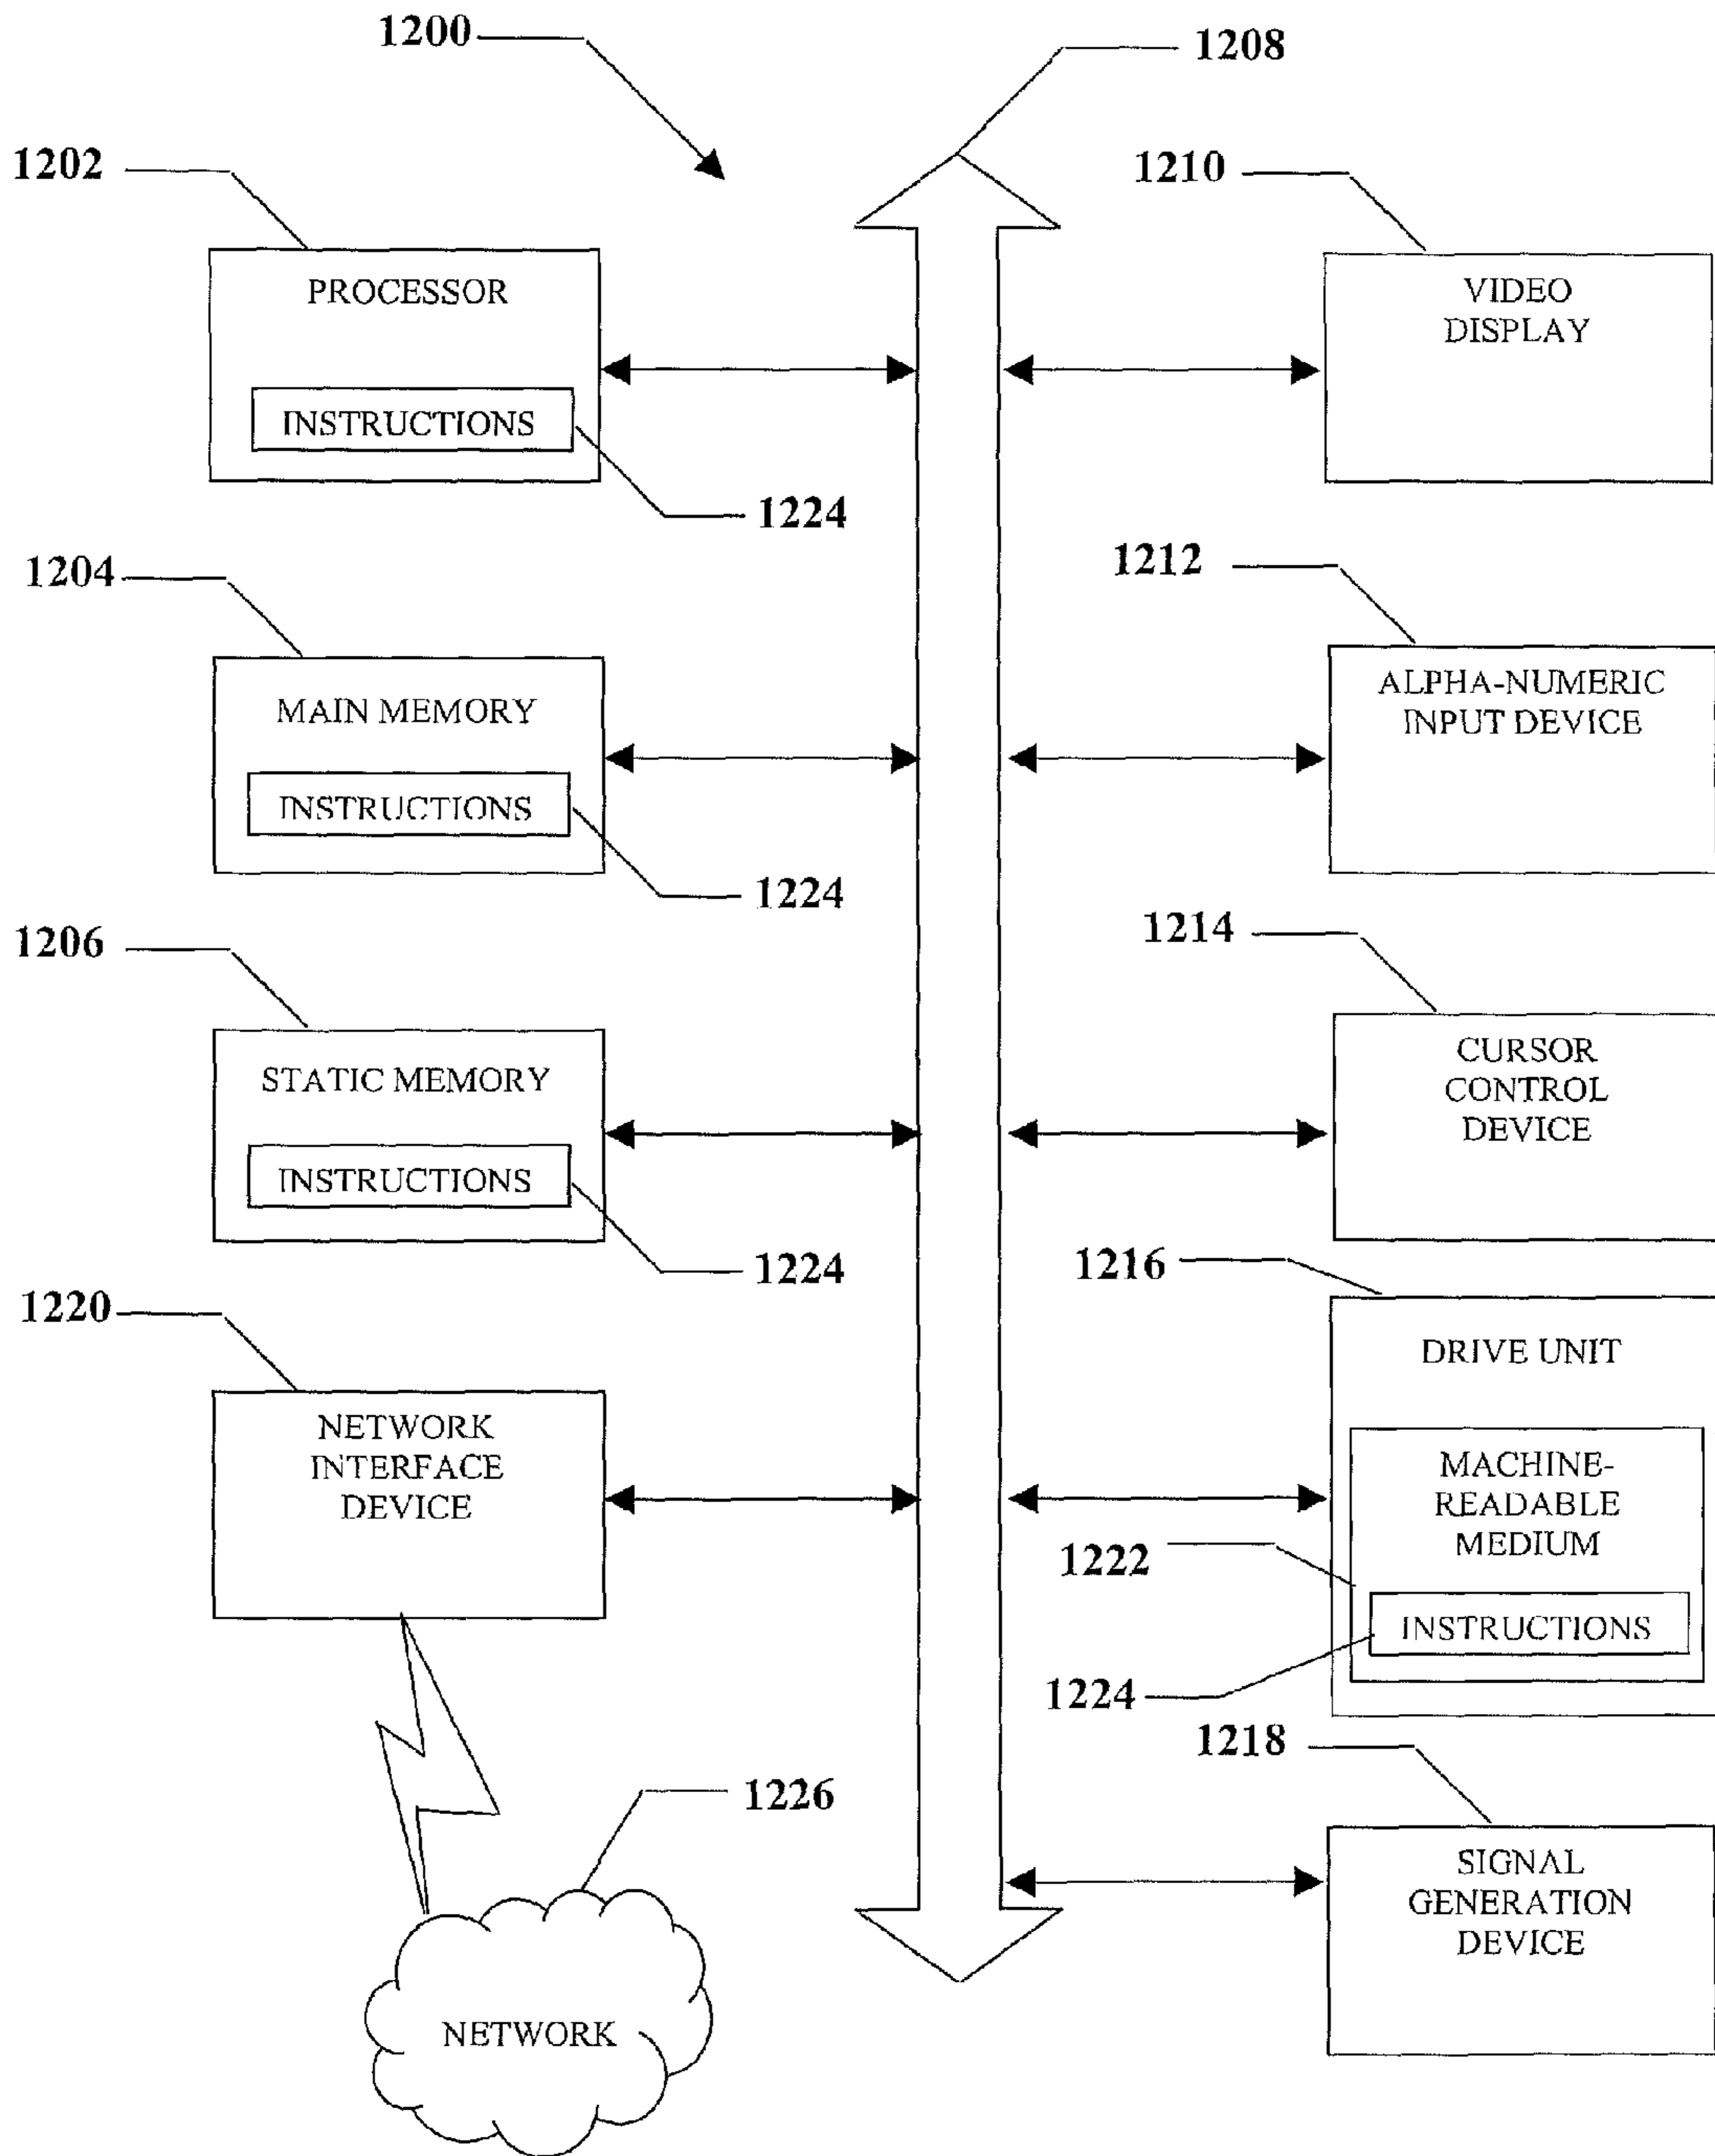 1200
1208
1202
1210
PROCESSOR
INSTRUCTIONS
1224
VIDEO
DISPLAY
1204
1212
MAIN MEMORY
INSTRUCTIONS
1224
ALPHA-NUMERIC
INPUT DEVICE
1206
1214
STATIC MEMORY
INSTRUCTIONS
1224
CURSOR
CONTROL
DEVICE
1220
1216
NETWORK
INTERFACE
DEVICE
DRIVE UNIT
MACHINE-
READABLE
MEDIUM
1222
INSTRUCTIONS
1224
1226
1218
NETWORK
SIGNAL
GENERATION
DEVICE